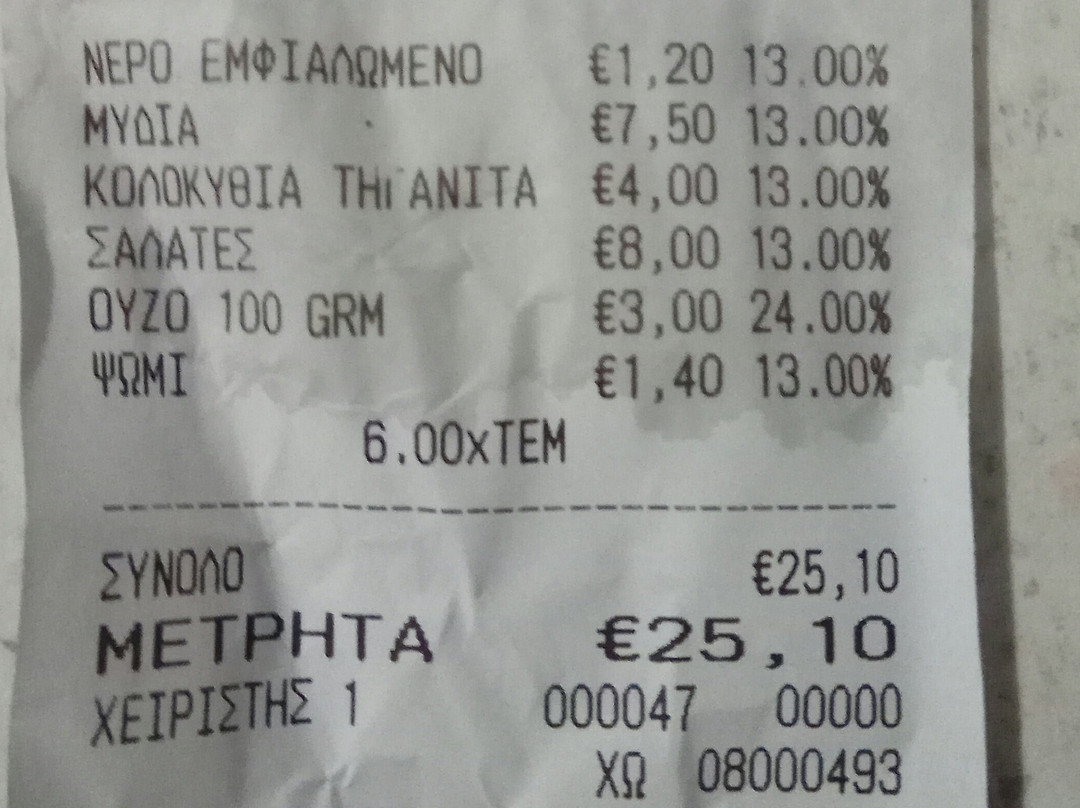 ΝΕΡΟ ΕΜΦΙΑΛΩΜΕΝΟ €1,20 13.00%
ΜΥΔΙΑ €7,50 13.00%
ΚΟΛΟΚΥΘΙΑ ΤΗΓΑΝΙΤΑ €4,00 13.00%
ΣΑΛΑΤΕΣ €8,00 13.00%
ΟΥΖΟ 100 GRM €3,00 24.00%
ΨΩΜΙ €1,40 13.00%
6.00xΤΕΜ
ΣΥΝΟΛΟ €25,10
ΜΕΤΡΗΤΑ €25,10
ΧΕΙΡΙΣΤΗΣ 1 000047 00000
ΧΩ 08000493